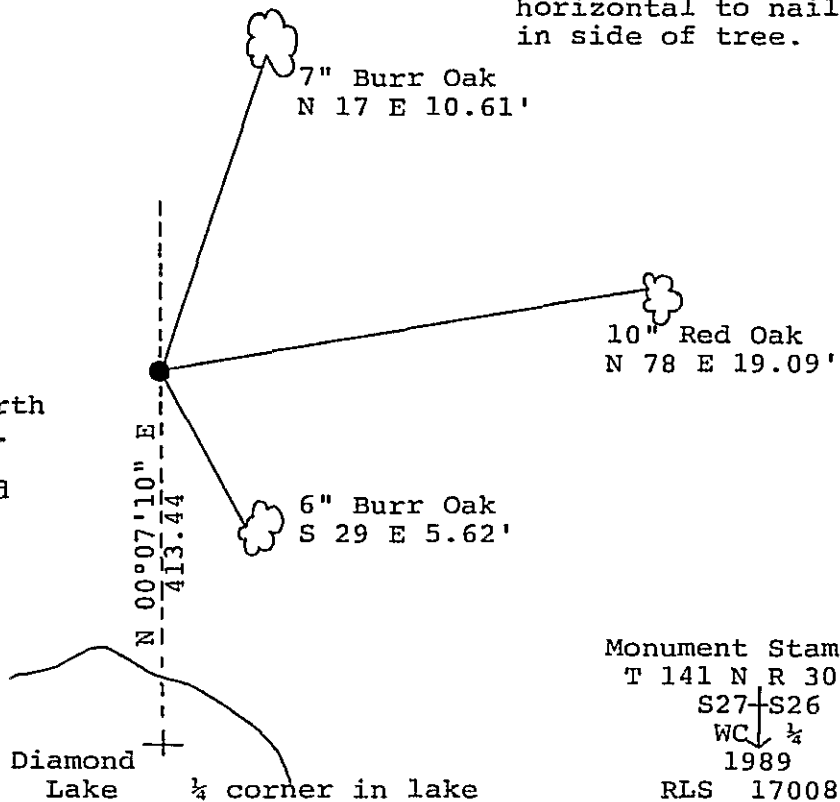 horizontal to nail
in side of tree.
7" Burr Oak
N 17 E 10.61'
10" Red Oak
N 78 E 19.09'
rth
6" Burr Oak
S 29 E 5.62'
N 00°07'10" E
413.44
Monument Stam
T 141 N R 30
S27 S26
WC ¼
1989
RLS 17008
Diamond
Lake
¼ corner in lake